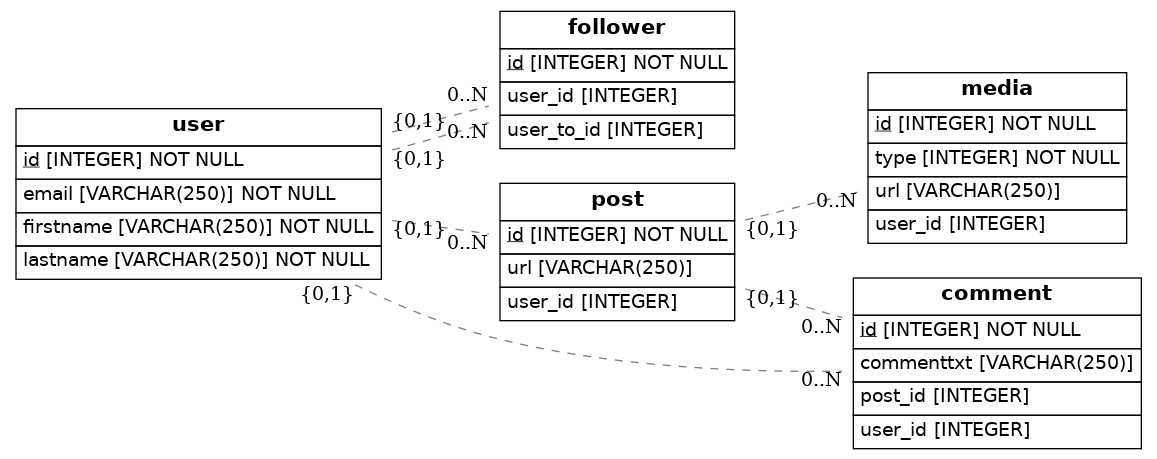 follower
id [INTEGER] NOT NULL
user_id [INTEGER]
user_to_id [INTEGER]
user
id [INTEGER] NOT NULL
email [VARCHAR(250)] NOT NULL
firstname [VARCHAR(250)] NOT NULL
lastname [VARCHAR(250)] NOT NULL
0..N
{0,1}
0..N
{0,1}
{0,1}
0..N
{0,1}
post
id [INTEGER] NOT NULL
url [VARCHAR(250)]
user_id [INTEGER]
media
id [INTEGER] NOT NULL
type [INTEGER] NOT NULL
url [VARCHAR(250)]
user_id [INTEGER]
0..N
{0,1}
{0,1}
0..N
0..N
comment
id [INTEGER] NOT NULL
commenttxt [VARCHAR(250)]
post_id [INTEGER]
user_id [INTEGER]